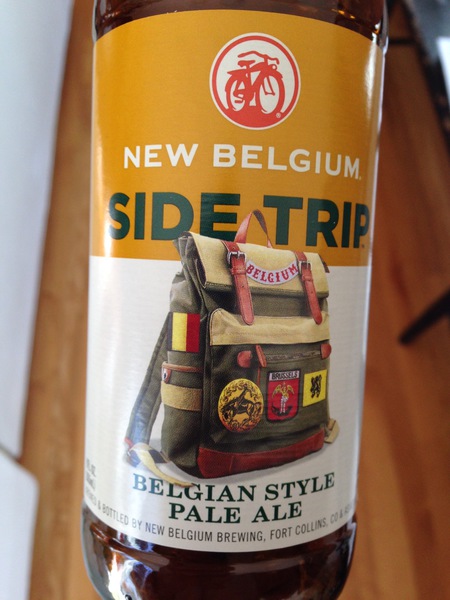 NEW BELGIUM.
SIDE TRIP.
BELGIUM
BRUSSELS
BELGIAN STYLE
PALE ALE
& BOTTLED BY NEW BELGIUM BREWING, FORT COLLINS, CO &